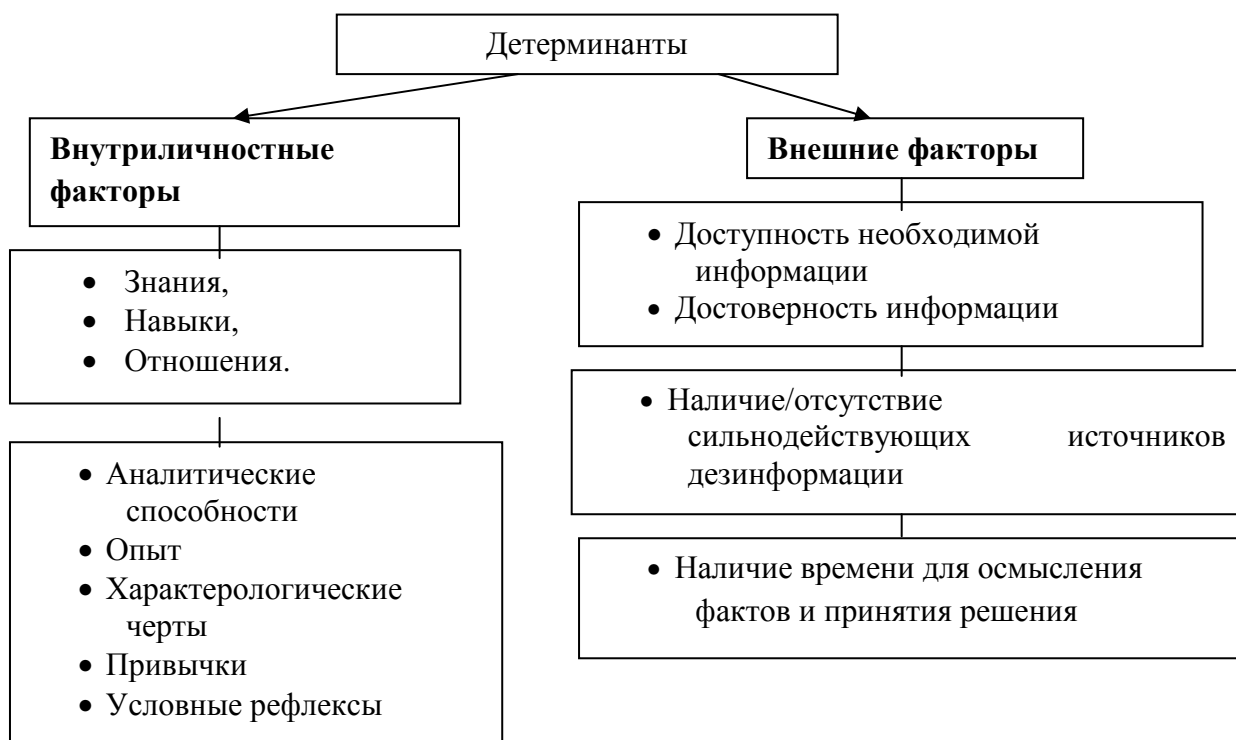 Детерминанты
Внутриличностные
факторы
• Знания,
• Навыки,
• Отношения.
• Аналитические
способности
• Опыт
• Характерологические
черты
• Привычки
• Условные рефлексы
Внешние факторы
• Доступность необходимой
информации
• Достоверность информации
• Наличие/отсутствие
сильнодействующих источников
дезинформации
• Наличие времени для осмысления
фактов и принятия решения